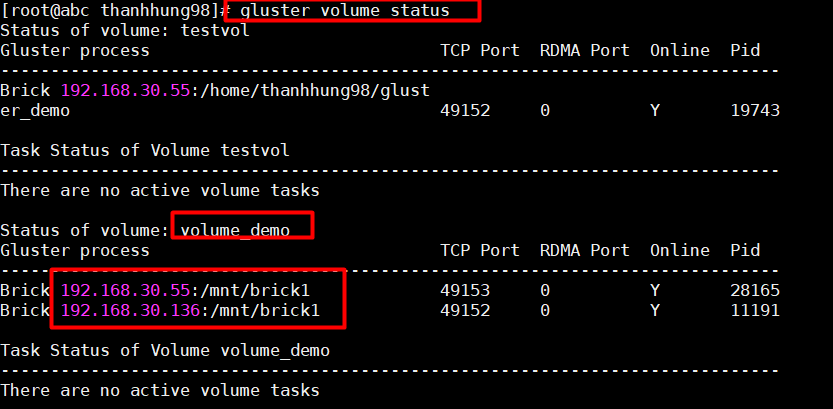 [root@abc thanhhung98]# gluster volume status
Status of volume: testvol
Gluster process                             TCP Port  RDMA Port  Online  Pid
------------------------------------------------------------------------------
Brick 192.168.30.55:/home/thanhhung98/glust
er_demo                                     49152     0          Y       19743
Task Status of Volume testvol
------------------------------------------------------------------------------
There are no active volume tasks
Status of volume: volume_demo
Gluster process                             TCP Port  RDMA Port  Online  Pid
------------------------------------------------------------------------------
Brick 192.168.30.55:/mnt/brick1             49153     0          Y       28165
Brick 192.168.30.136:/mnt/brick1            49152     0          Y       11191
Task Status of Volume volume_demo
------------------------------------------------------------------------------
There are no active volume tasks